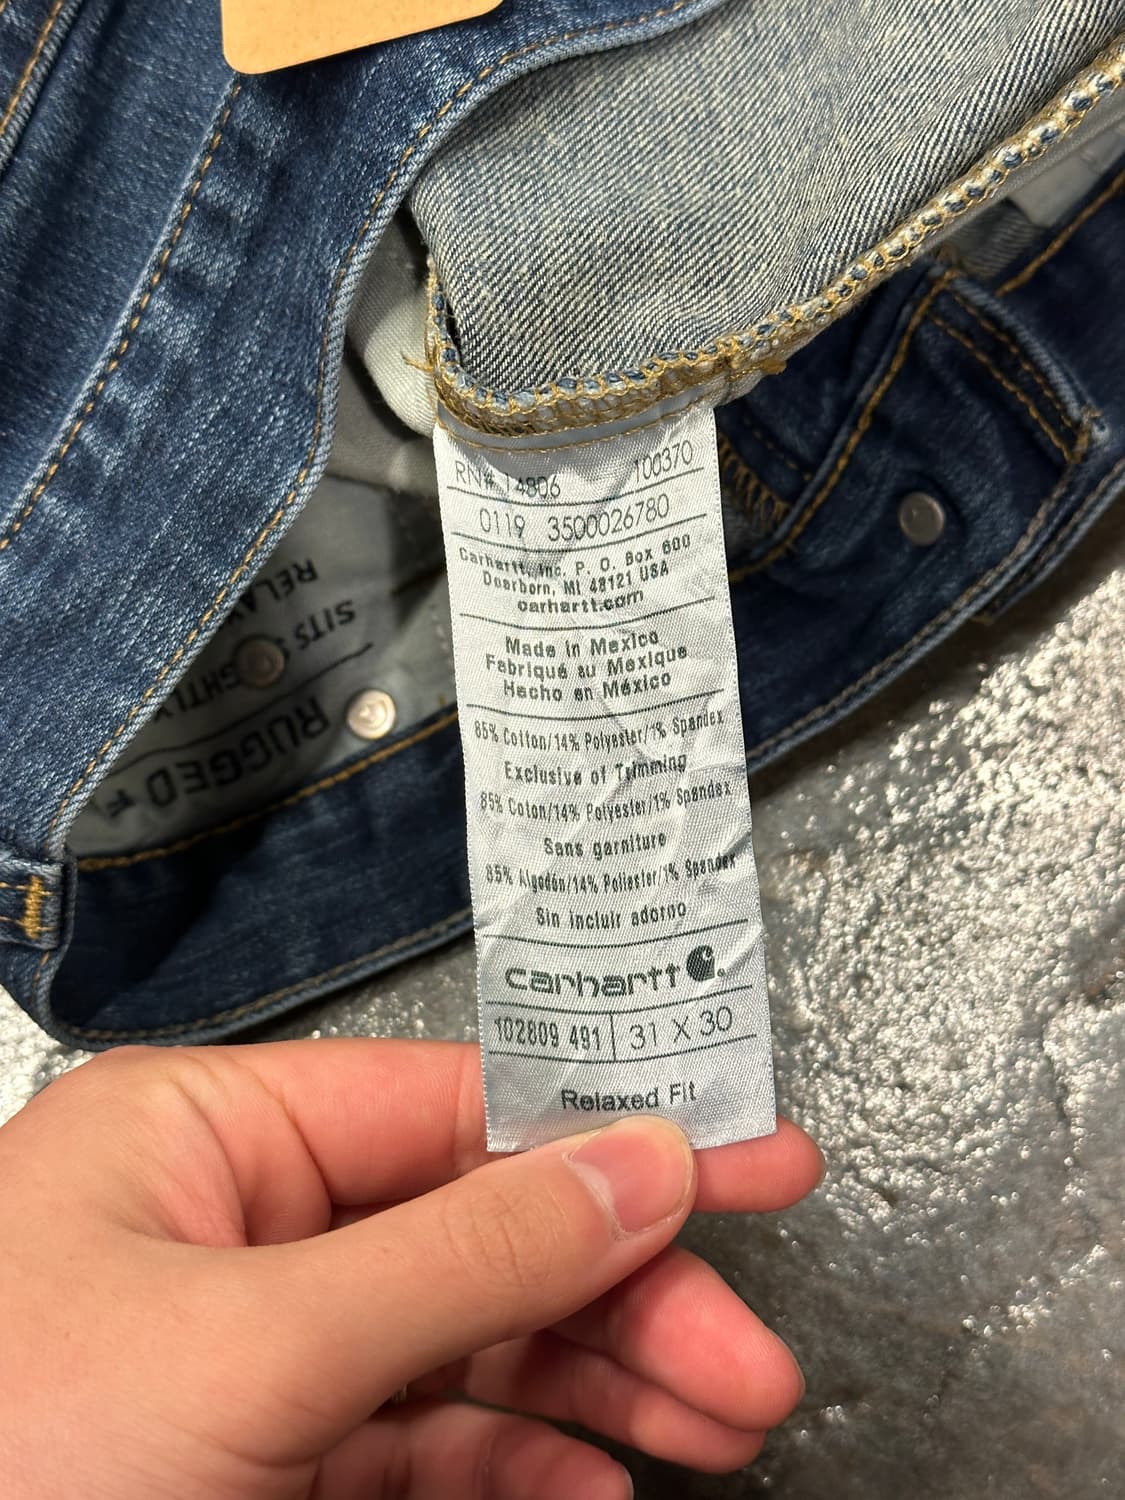 RN# 14806 100370
0119 3500026780
Carhartt, Inc. P. O. Box 600
Dearborn, MI 48121 USA
carhartt.com
Made in Mexico
Fabriqué au Mexique
Hecho en México
85% Cotton/14% Polyester/1% Spandex
Exclusive of Trimming
85% Coton/14% Polyester/1% Spandex
Sans garniture
85% Algodón/14% Poliester/1% Spandex
Sin incluir adorno
carhartt
102809 491 31 X 30
Relaxed Fit
RUGGED
SITS